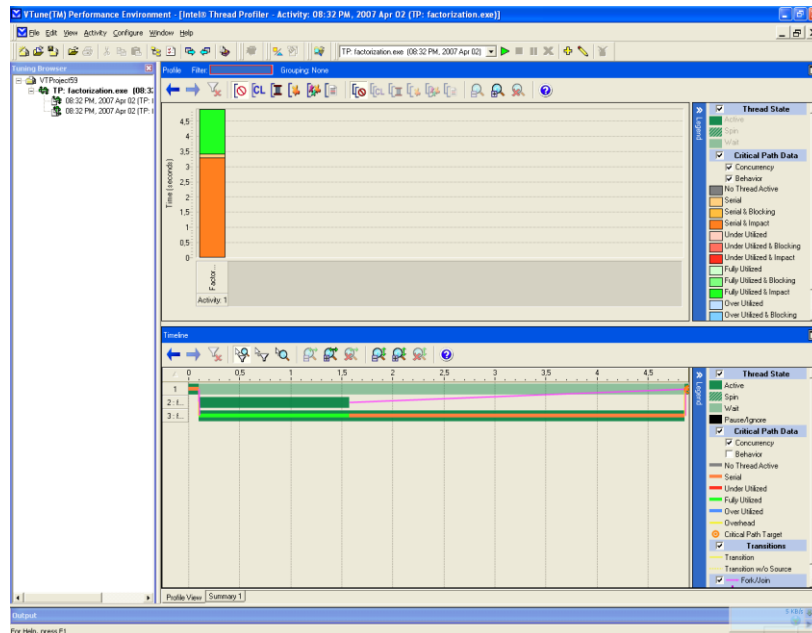 VTune(TM) Performance Environment - [Intel® Thread Profiler - Activity: 08:32 PM, 2007 Apr 02 (TP: factorization.exe)]
File Edit View Activity Configure Window Help
TP: factorization.exe (08:32 PM, 2007 Apr 02)
Tuning Browser
VTProject59
TP: factorization.exe (08:32
08:32 PM, 2007 Apr 02 (TP: 
08:32 PM, 2007 Apr 02 (TP: 
Profile Filter: Grouping: None
CL
Time (seconds)
4,5
4
3,5
3
2,5
2
1,5
1
0,5
0
Factor...
Activity: 1
Legend
Thread State
Active
Spin
Wait
Critical Path Data
Concurrency
Behavior
No Thread Active
Serial
Serial & Blocking
Serial & Impact
Under Utilized
Under Utilized & Blocking
Under Utilized & Impact
Fully Utilized
Fully Utilized & Blocking
Fully Utilized & Impact
Over Utilized
Over Utilized & Blocking
Timeline
0 0,5 1 1,5 2 2,5 3 3,5 4 4,5
1
2 : f...
3 : f...
Legend
Thread State
Active
Spin
Wait
Pause/Ignore
Critical Path Data
Concurrency
Behavior
No Thread Active
Serial
Under Utilized
Fully Utilized
Over Utilized
Overhead
Critical Path Target
Transitions
Transition
Transition w/o Source
Fork/Join
Profile View Summary 1
Output
For Help, press F1